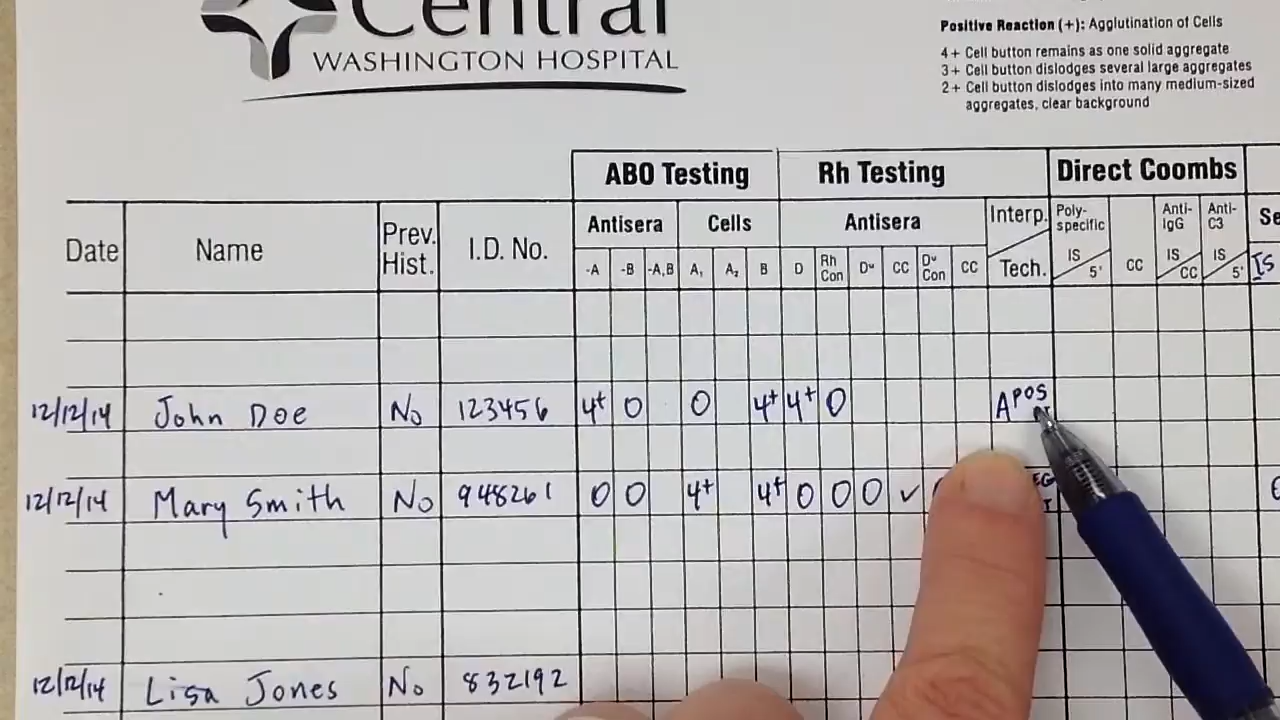 Central
WASHINGTON HOSPITAL
Positive Reaction (+): Agglutination of Cells
4+ Cell button remains as one solid aggregate
3+ Cell button dislodges several large aggregates
2+ Cell button dislodges into many medium-sized
aggregates, clear background
ABO Testing Rh Testing Direct Coombs
Date Name Prev. Hist. I.D. No. Antisera Cells Antisera Interp. Tech. Poly-specific IS 5' CC Anti-IgG IS CC Anti-C3 IS 5' IS
-A -B -A,B A₁ A₂ B D Rh Con Dᵘ CC Dᵘ Con CC
12/12/14 John Doe No 123456 4+ 0 0 4+ 4+ 0 A POS
12/12/14 Mary Smith No 948261 0 0 4+ 4+ 0 0 0 ✓
12/12/14 Lisa Jones No 832192